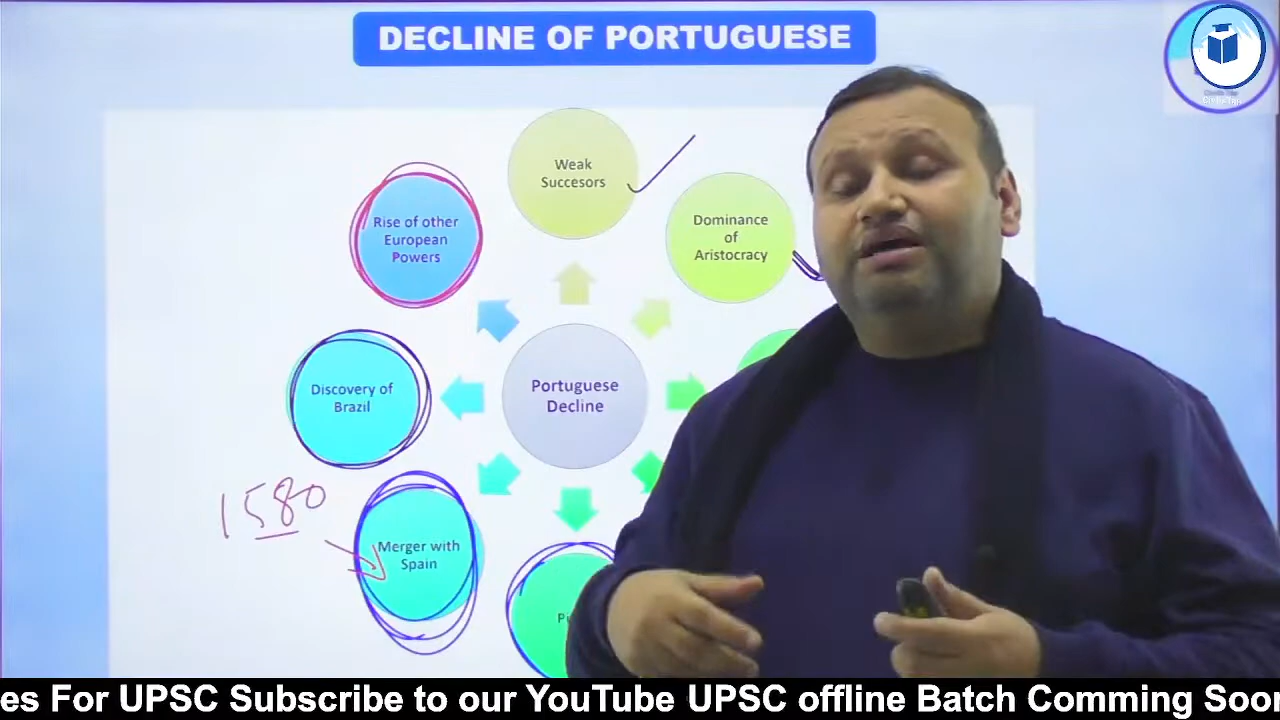 DECLINE OF PORTUGUESE
Weak
Succesors
Dominance
of
Aristocracy
Rise of other
European
Powers
Portuguese
Decline
Discovery of
Brazil
1580
Merger with
Spain
es For UPSC Subscribe to our YouTube UPSC offline Batch Comming Soo